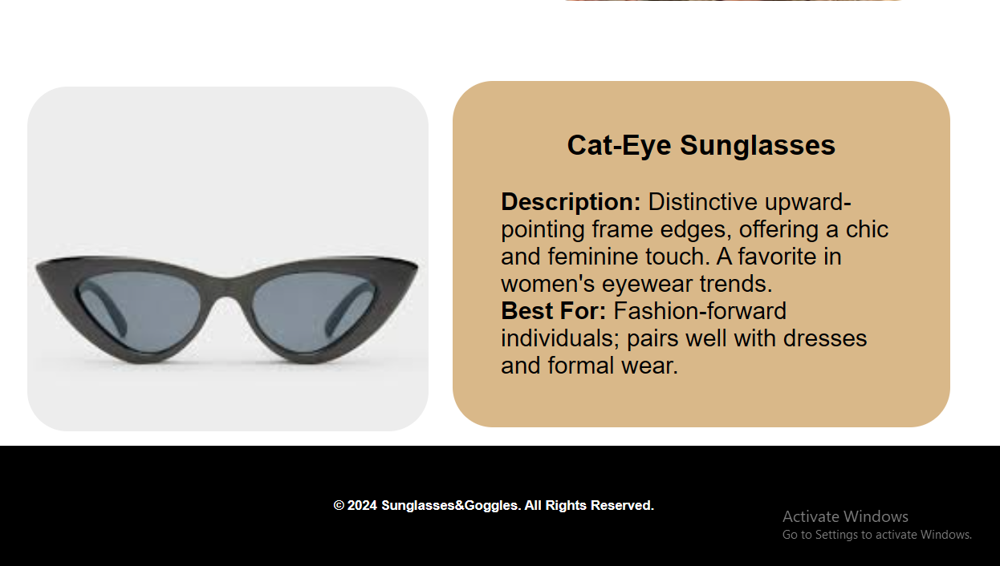 Cat-Eye Sunglasses
Description: Distinctive upward-
pointing frame edges, offering a chic
and feminine touch. A favorite in
women's eyewear trends.
Best For: Fashion-forward
individuals; pairs well with dresses
and formal wear.
© 2024 Sunglasses&Goggles. All Rights Reserved.
Activate Windows
Go to Settings to activate Windows.